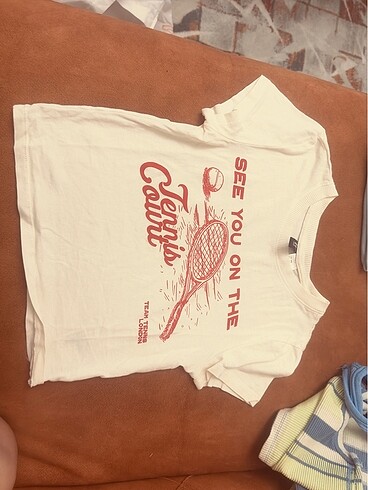 SEE YOU ON THE
Tennis
Court
TEAM TENNIS
LONDON